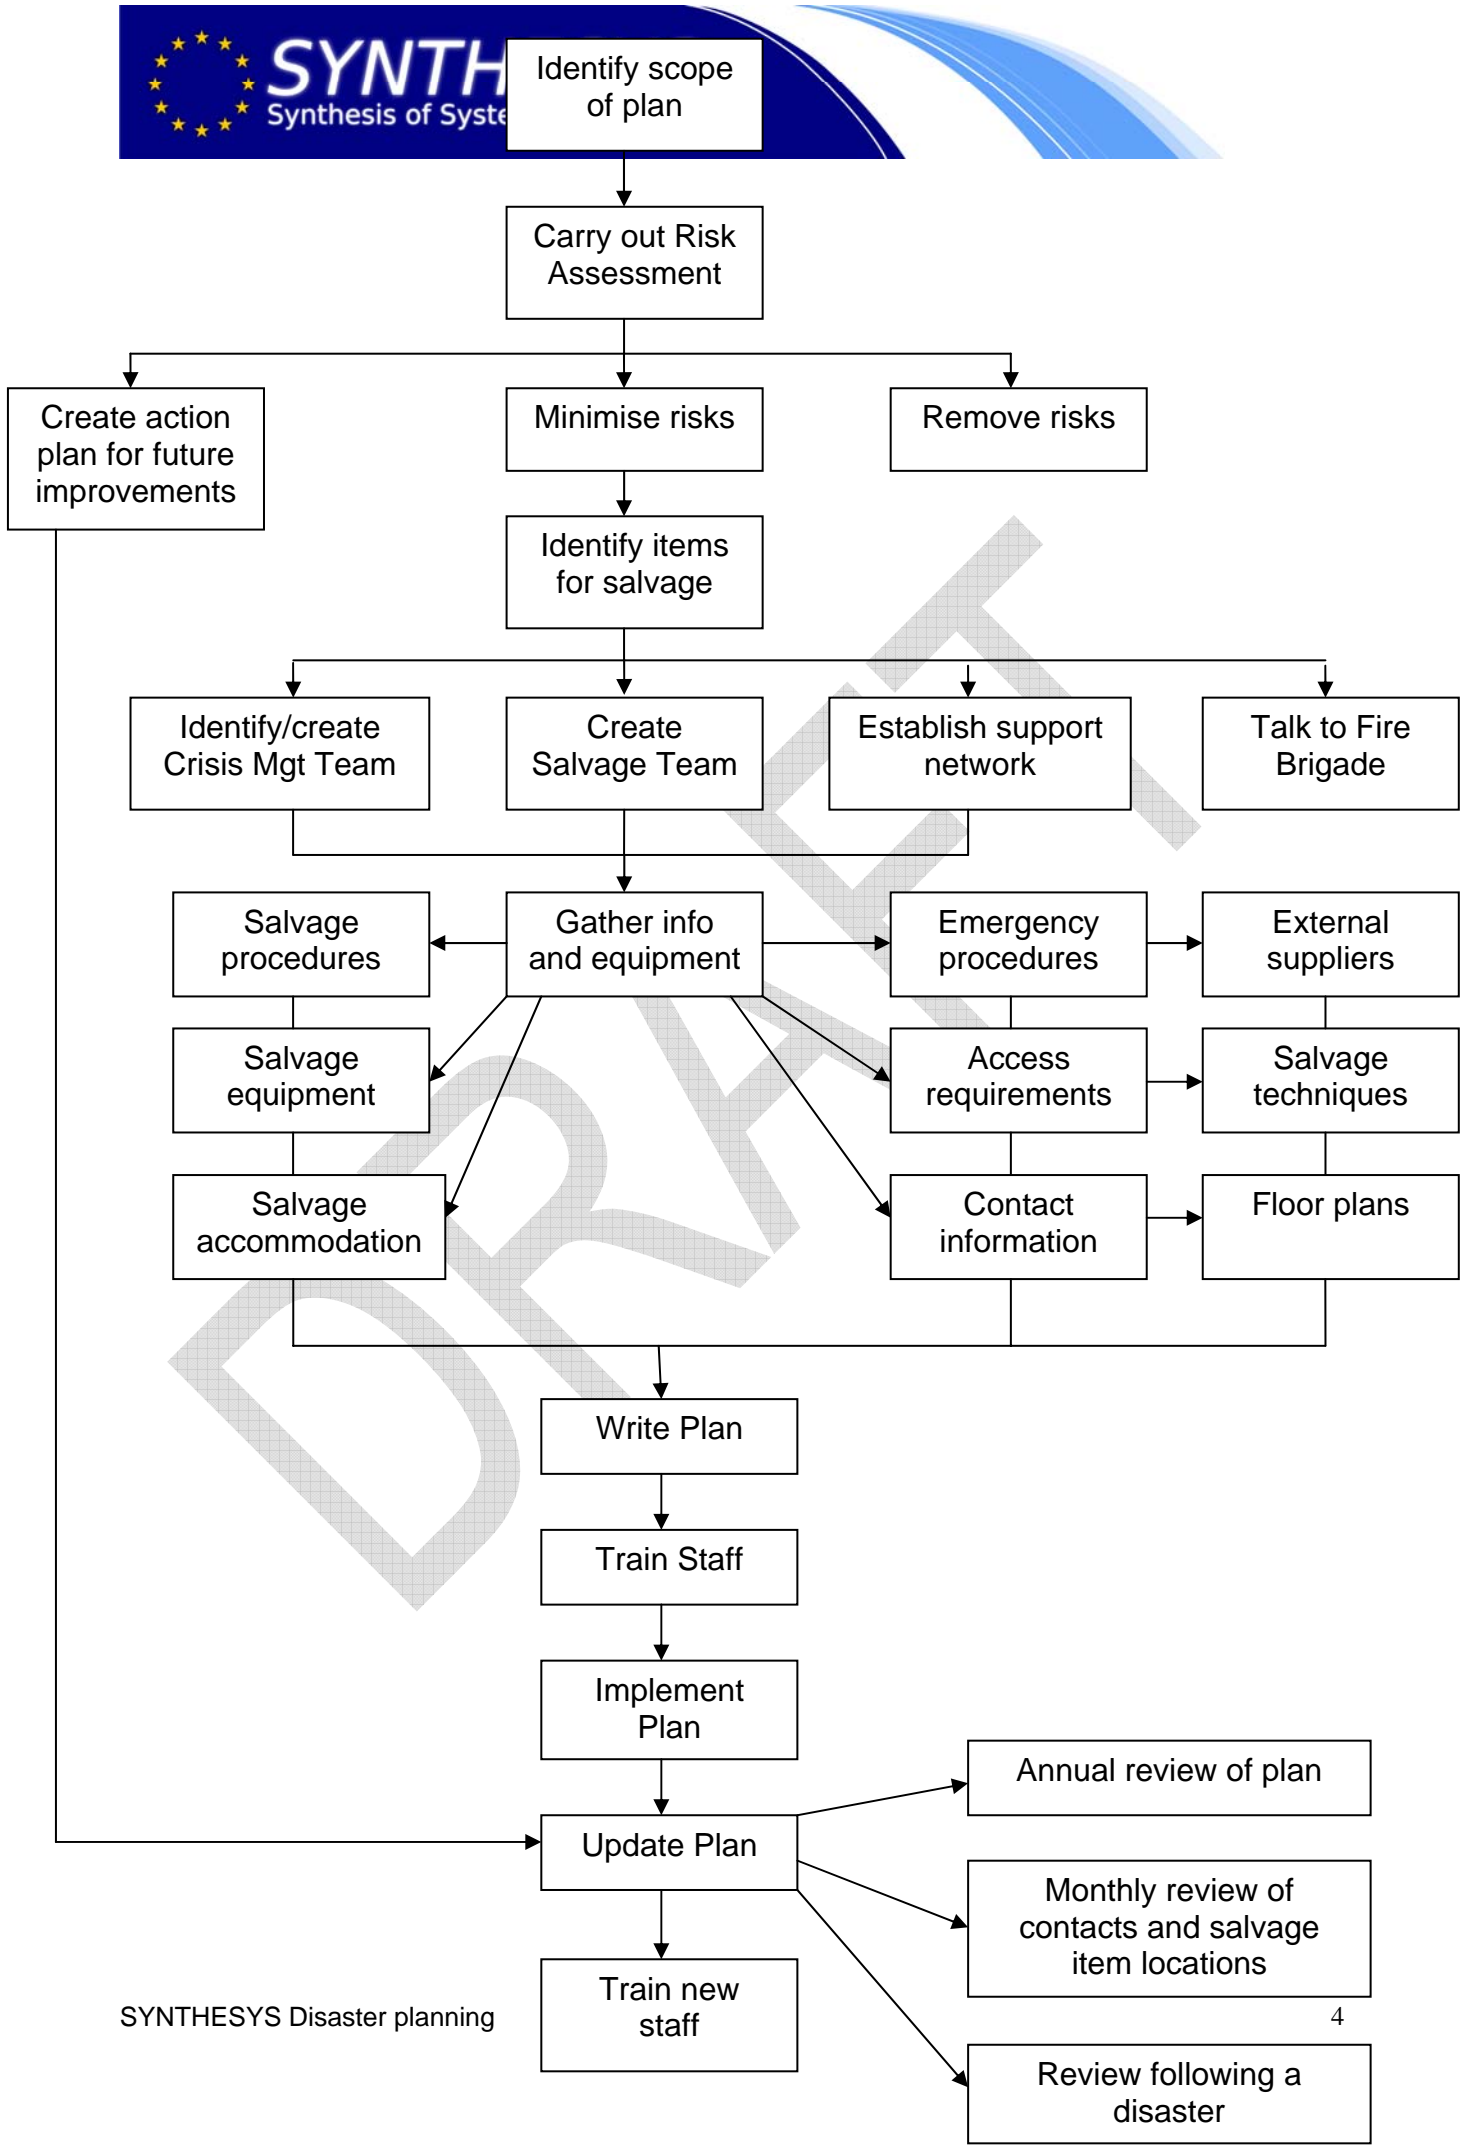 SYNTH
Synthesis of Syste
Identify scope
of plan
Carry out Risk
Assessment
Create action
plan for future
improvements
Minimise risks
Remove risks
Identify items
for salvage
Identify/create
Crisis Mgt Team
Create
Salvage Team
Establish support
network
Talk to Fire
Brigade
Salvage
procedures
Gather info
and equipment
Emergency
procedures
External
suppliers
Salvage
equipment
Access
requirements
Salvage
techniques
Salvage
accommodation
Contact
information
Floor plans
DRAFT
Write Plan
Train Staff
Implement
Plan
Annual review of plan
Update Plan
Monthly review of
contacts and salvage
item locations
Train new
staff
SYNTHESYS Disaster planning
4
Review following a
disaster